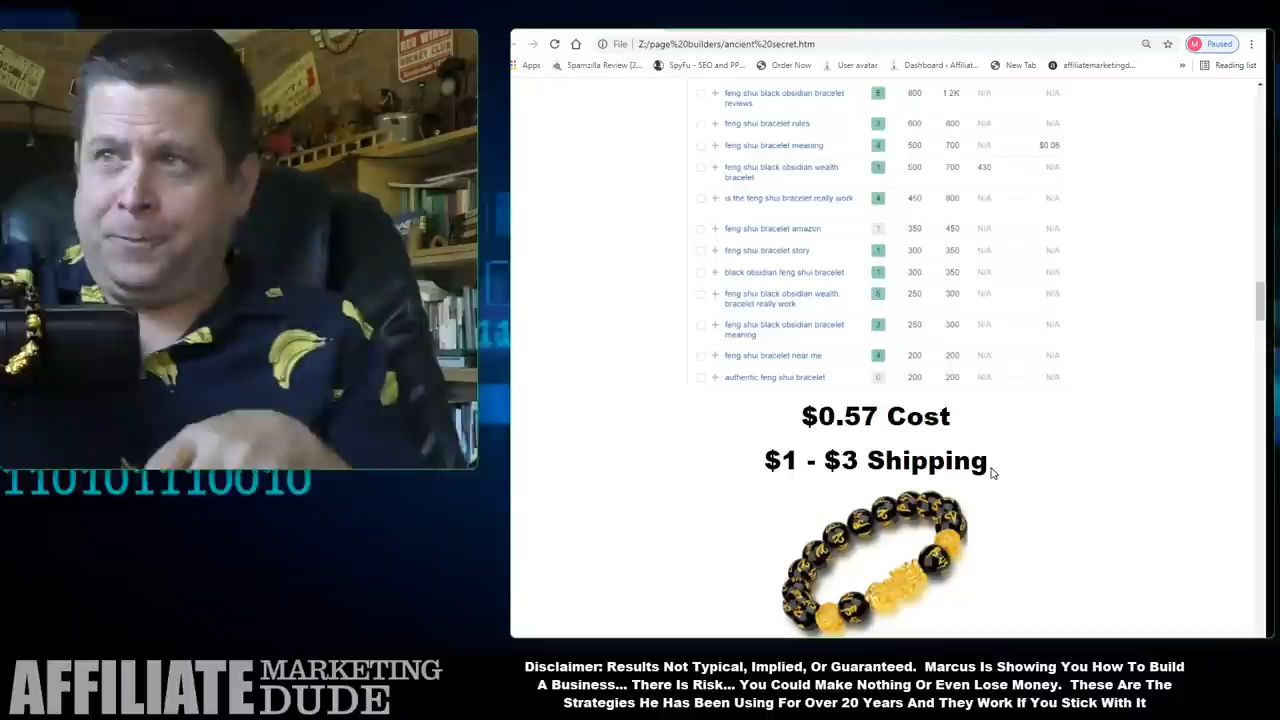 RED WINGS
HOCKEY CLUB
File Z:/page%20builders/ancient%20secret.htm
M Paused
Apps Spamzilla Review (2... SpyFu - SEO and PP... Order Now User avatar Dashboard ‹ Affiliat... New Tab affiliatemarketingd... » Reading list
feng shui black obsidian bracelet 5 800 1.2K N/A N/A
reviews
feng shui bracelet rules 3 600 800 N/A N/A
feng shui bracelet meaning 4 500 700 N/A $0.06
feng shui black obsidian wealth 1 500 700 430 N/A
bracelet
is the feng shui bracelet really work 4 450 800 N/A N/A
feng shui bracelet amazon 1 350 450 N/A N/A
feng shui bracelet story 1 300 350 N/A N/A
black obsidian feng shui bracelet 1 300 350 N/A N/A
feng shui black obsidian wealth 5 250 300 N/A N/A
bracelet really work
feng shui black obsidian bracelet 3 250 300 N/A N/A
meaning
feng shui bracelet near me 4 200 200 N/A N/A
authentic feng shui bracelet 0 200 200 N/A N/A
$0.57 Cost
$1 - $3 Shipping
110101110010
AFFILIATE MARKETING
DUDE
Disclaimer: Results Not Typical, Implied, Or Guaranteed. Marcus Is Showing You How To Build
A Business... There Is Risk... You Could Make Nothing Or Even Lose Money. These Are The
Strategies He Has Been Using For Over 20 Years And They Work If You Stick With It